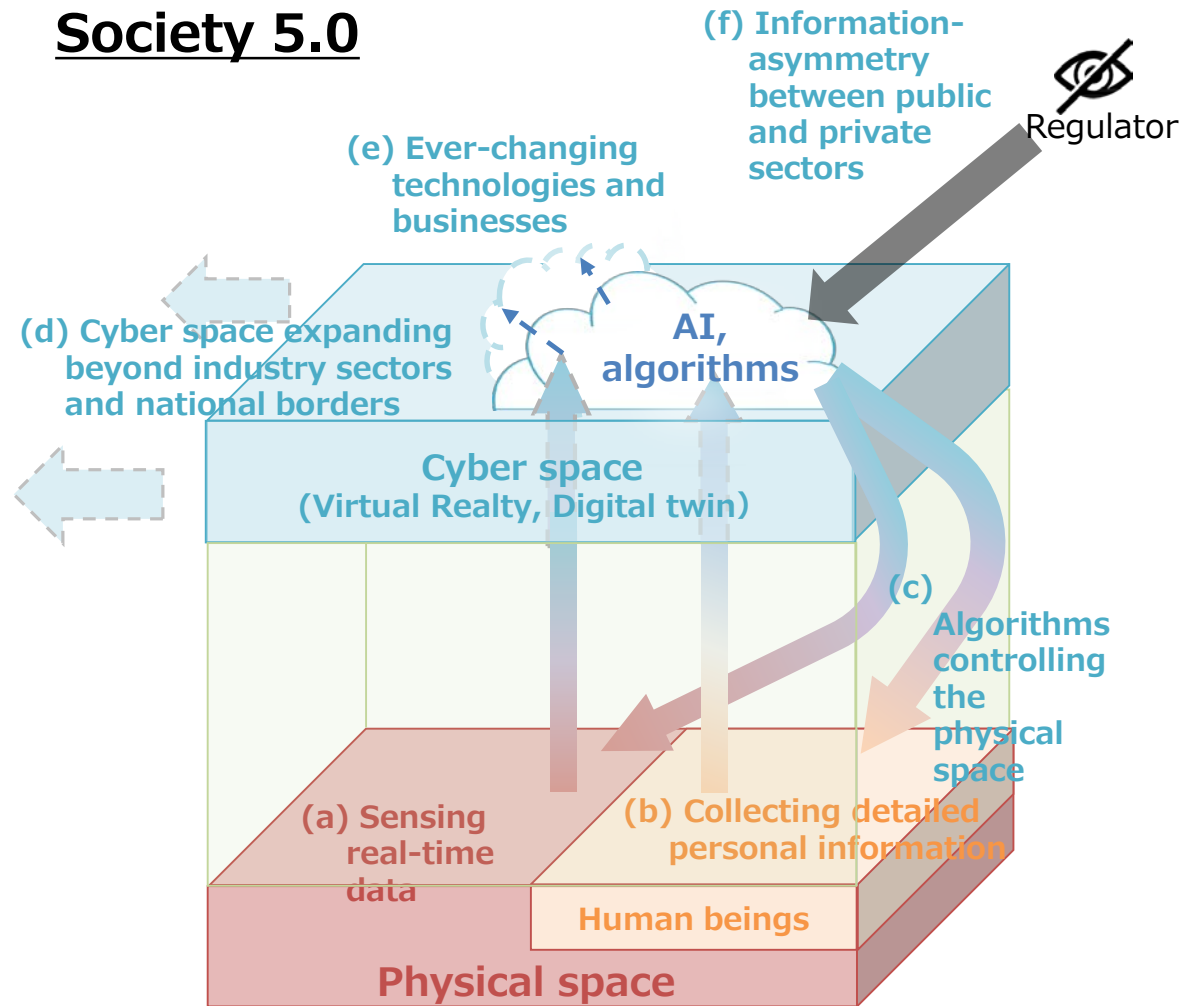 Society 5.0
(f) Information-
asymmetry
between public
and private
sectors
Regulator
(e) Ever-changing
technologies and
businesses
(d) Cyber space expanding
beyond industry sectors
and national borders
AI,
algorithms
Cyber space
(Virtual Realty, Digital twin）
(c)
Algorithms
controlling
the
physical
space
(a) Sensing
real-time
data
(b) Collecting detailed
personal information
Human beings
Physical space